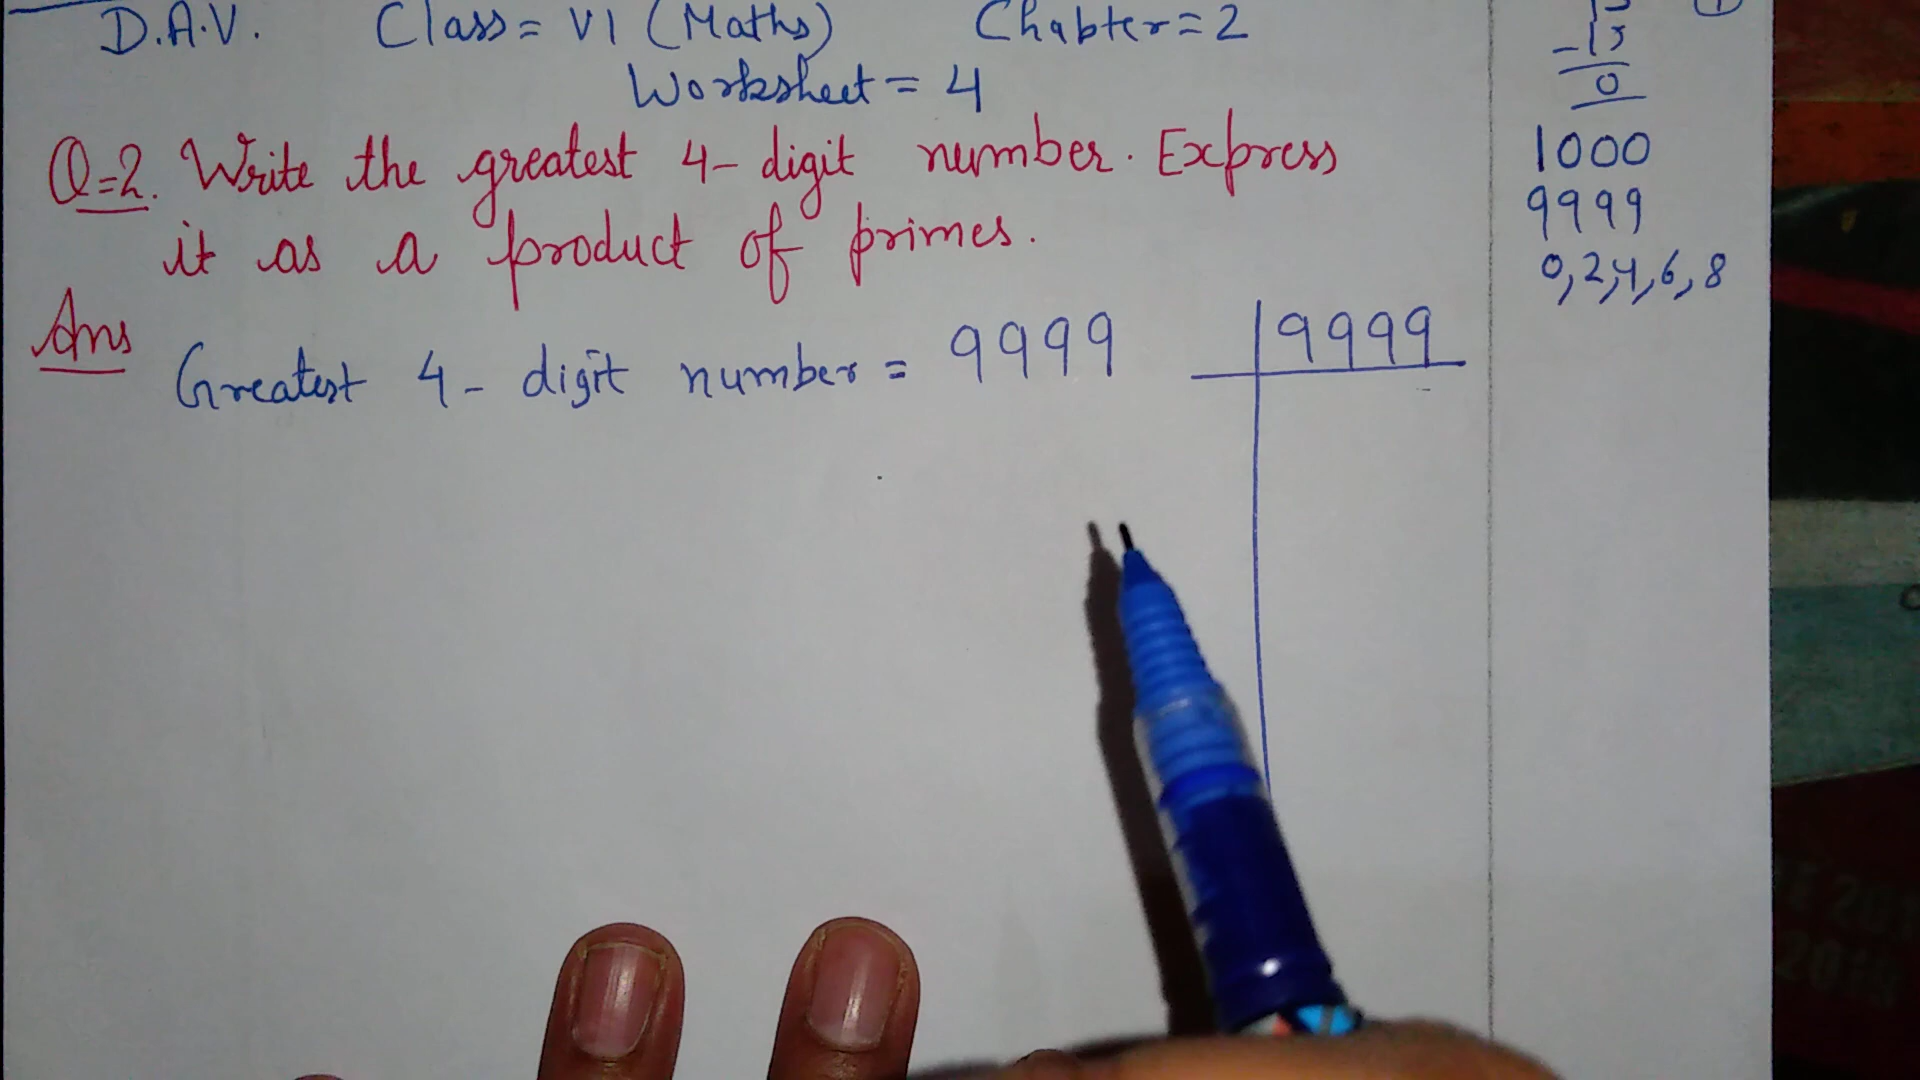 D.A.V. Class = VI (Maths) Chapter = 2
Worksheet = 4
Q=2. Write the greatest 4-digit number. Express
it as a product of primes.
Ans
Greatest 4-digit number = 9999
9999
-15
0
1000
9999
0,2,4,6,8